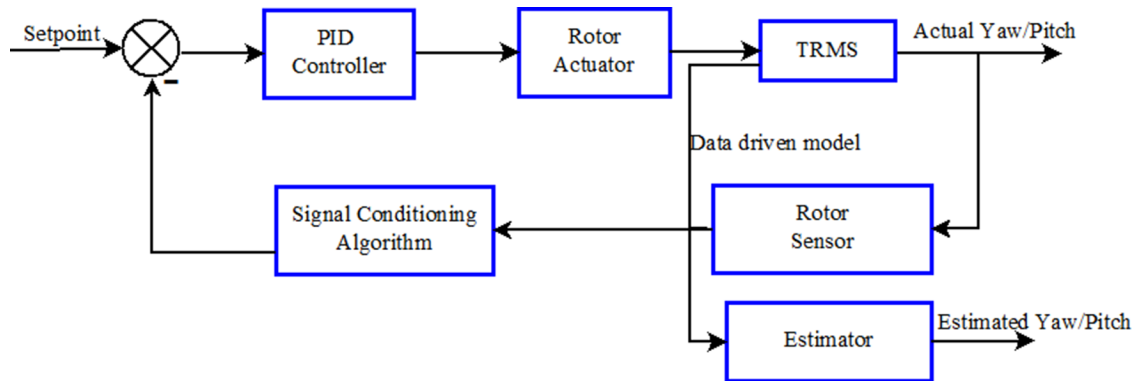 Setpoint
PID
Controller
Rotor
Actuator
TRMS
Actual Yaw/Pitch
-
Data driven model
Signal Conditioning
Algorithm
Rotor
Sensor
Estimator
Estimated Yaw/Pitch